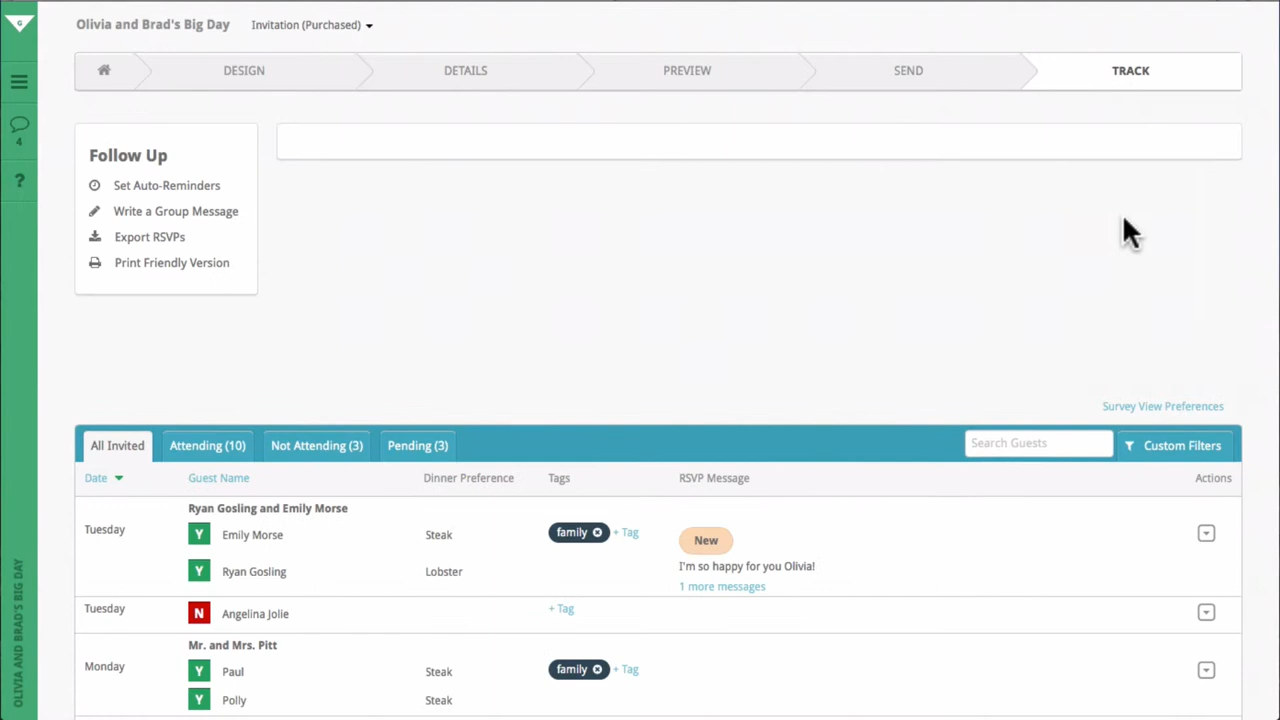 G
Olivia and Brad's Big Day Invitation (Purchased)
DESIGN DETAILS PREVIEW SEND TRACK
4
?
Follow Up
Set Auto-Reminders
Write a Group Message
Export RSVPs
Print Friendly Version
Survey View Preferences
All Invited Attending (10) Not Attending (3) Pending (3) Search Guests Custom Filters
Date Guest Name Dinner Preference Tags RSVP Message Actions
Ryan Gosling and Emily Morse
Tuesday Y Emily Morse Steak family + Tag New
Y Ryan Gosling Lobster I'm so happy for you Olivia!
1 more messages
Tuesday N Angelina Jolie + Tag
Mr. and Mrs. Pitt
Monday Y Paul Steak family + Tag
Y Polly Steak
OLIVIA AND BRAD'S BIG DAY